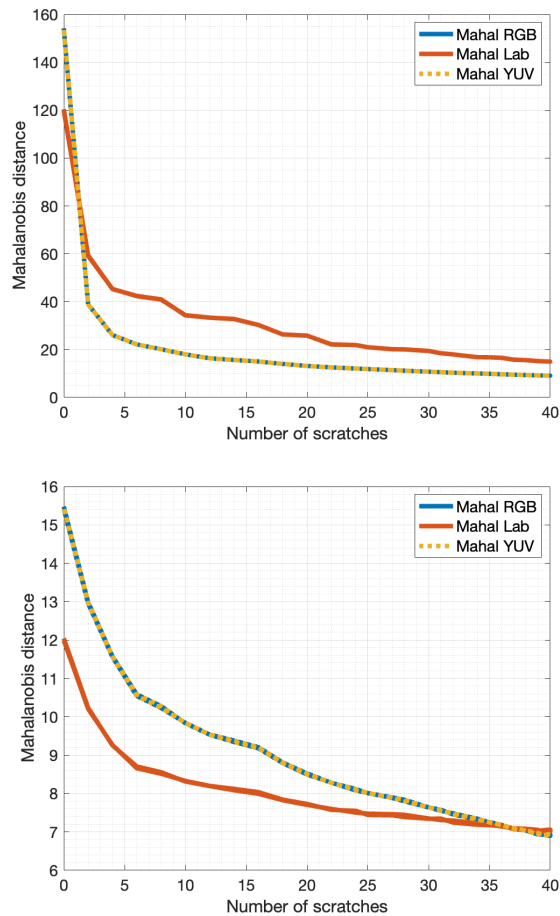 160
140
120
100
80
60
40
20
0
Mahalanobis distance
Mahal RGB
Mahal Lab
Mahal YUV
0 5 10 15 20 25 30 35 40
Number of scratches
16
15
14
13
12
11
10
9
8
7
6
Mahalanobis distance
Mahal RGB
Mahal Lab
Mahal YUV
0 5 10 15 20 25 30 35 40
Number of scratches